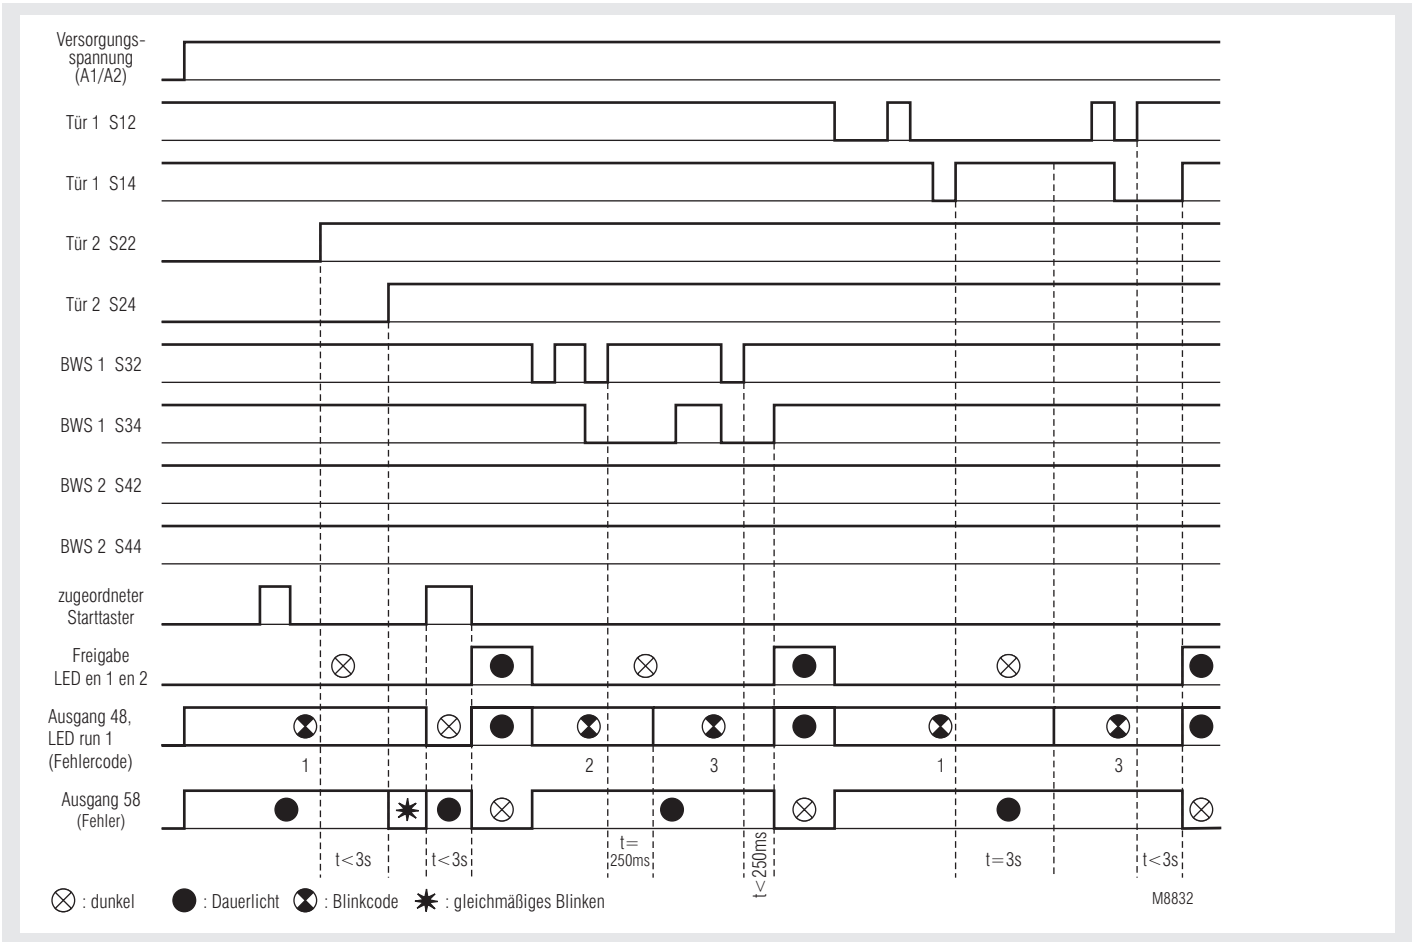 Versorgungs-
spannung
(A1/A2)
Tür 1 S12
Tür 1 S14
Tür 2 S22
Tür 2 S24
BWS 1 S32
BWS 1 S34
BWS 2 S42
BWS 2 S44
zugeordneter
Starttaster
Freigabe
LED en 1 en 2
Ausgang 48,
LED run 1
(Fehlercode)
1 2 3 1 3
Ausgang 58
(Fehler)
t<3s t<3s t=
250ms t<250ms t=3s t<3s
: dunkel : Dauerlicht : Blinkcode : gleichmäßiges Blinken
M8832